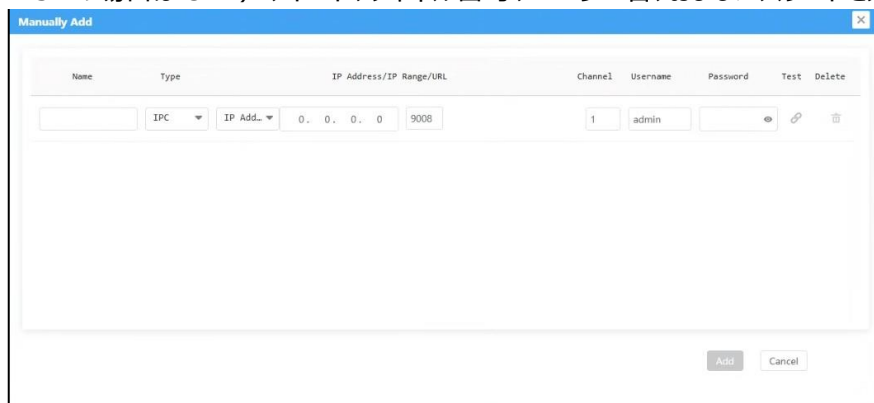 Manually Add
Name Type IP Address/IP Range/URL Channel Username Password Test Delete
IPC IP Add… 0. 0. 0. 0 9008 1 admin
Add Cancel